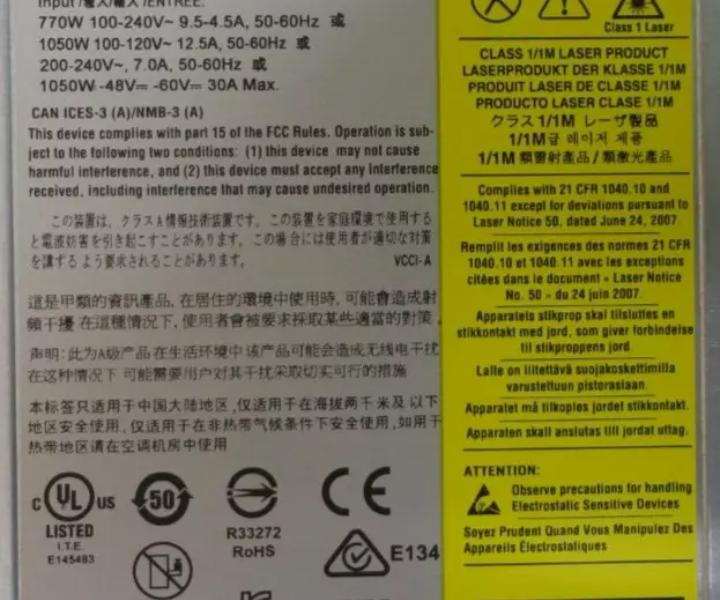 Input /輸入/輸入 /ENTRÉE:
770W 100-240V~ 9.5-4.5A, 50-60Hz 或
1050W 100-120V~ 12.5A, 50-60Hz 或
200-240V~, 7.0A, 50-60Hz 或
1050W -48V⎓ -60V⎓ 30A Max.
CAN ICES-3 (A)/NMB-3 (A)
This device complies with part 15 of the FCC Rules. Operation is sub-
ject to the following two conditions: (1) this device may not cause
harmful interference, and (2) this device must accept any interference
received, including interference that may cause undesired operation.
この装置は、クラスA情報技術装置です。この装置を家庭環境で使用する
と電波妨害を引き起こすことがあります。この場合には使用者が適切な対策
を講ずるよう要求されることがあります。 VCCI-A
這是甲類的資訊產品, 在居住的環境中使用時, 可能會造成射
頻干擾 在這種情況下, 使用者會被要求採取某些適當的對策。
声明: 此为A级产品 在生活环境中 该产品可能会造成无线电干扰
在这种情况下 可能需要用户对其干扰采取切实可行的措施
本标签只适用于中国大陆地区,仅适用于在海拔两千米及以下
地区安全使用, 仅适用于在非热带气候条件下安全使用,如用于
热带地区请在空调机房中使用
C UL US
LISTED
I.T.E.
E145483
50
R33272
RoHS
CE
E134
Class 1 Laser
CLASS 1/1M LASER PRODUCT
LASERPRODUKT DER KLASSE 1/1M
PRODUIT LASER DE CLASSE 1/1M
PRODUCTO LASER CLASE 1/1M
クラス 1/1M レーザ製品
1/1M급 레이저 제품
1/1M 類雷射產品/類激光產品
Complies with 21 CFR 1040.10 and
1040.11 except for deviations pursuant to
Laser Notice 50, dated June 24, 2007.
Remplit les exigences des normes 21 CFR
1040.10 et 1040.11 avec les exceptions
citées dans le document « Laser Notice
No. 50 » du 24 juin 2007.
Apparatets stikprop skal tilsluttes en
stikkontakt med jord, som giver forbindelse
til stikproppens jord.
Laite on liitettävä suojakoskettimilla
varustettuun pistorasiaan.
Apparatet må tilkoples jordet stikkontakt.
Apparaten skall anslutas till jordat uttag.
ATTENTION:
Observe precautions for handling
Electrostatic Sensitive Devices
Soyez Prudent Quand Vous Manipulez Des
Appareils Électrostatiques